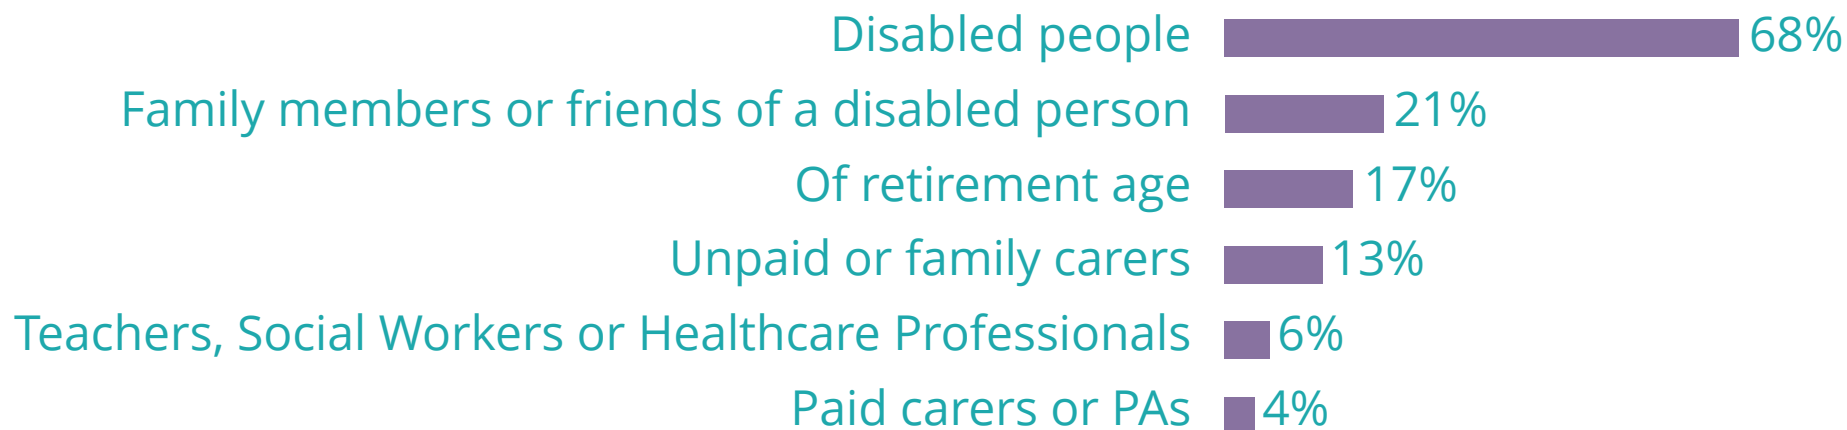 Disabled people 68%
Family members or friends of a disabled person 21%
Of retirement age 17%
Unpaid or family carers 13%
Teachers, Social Workers or Healthcare Professionals 6%
Paid carers or PAs 4%